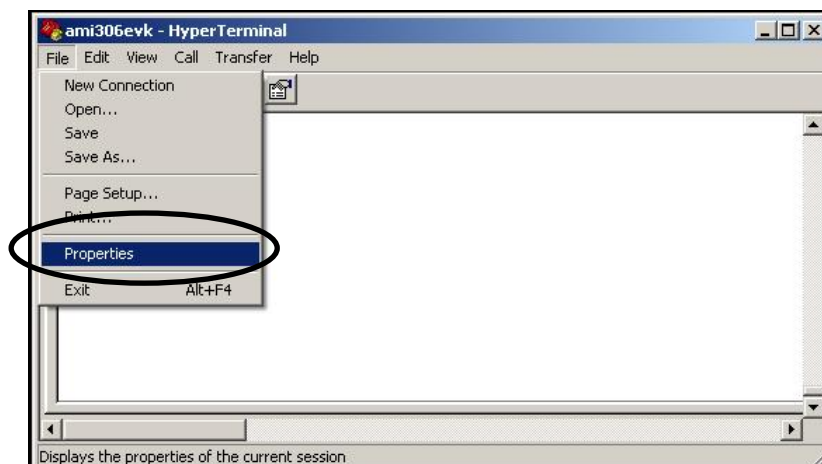 ami306evk - HyperTerminal
File Edit View Call Transfer Help
New Connection
Open...
Save
Save As...
Page Setup...
Print...
Properties
Exit Alt+F4
Displays the properties of the current session